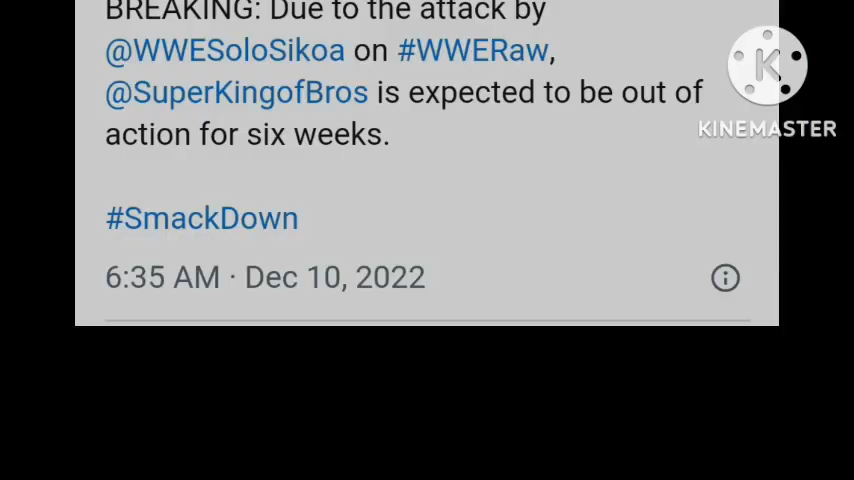 BREAKING: Due to the attack by
@WWESoloSikoa on #WWERaw,
@SuperKingofBros is expected to be out of
action for six weeks.
#SmackDown
6:35 AM · Dec 10, 2022
K
KINEMASTER